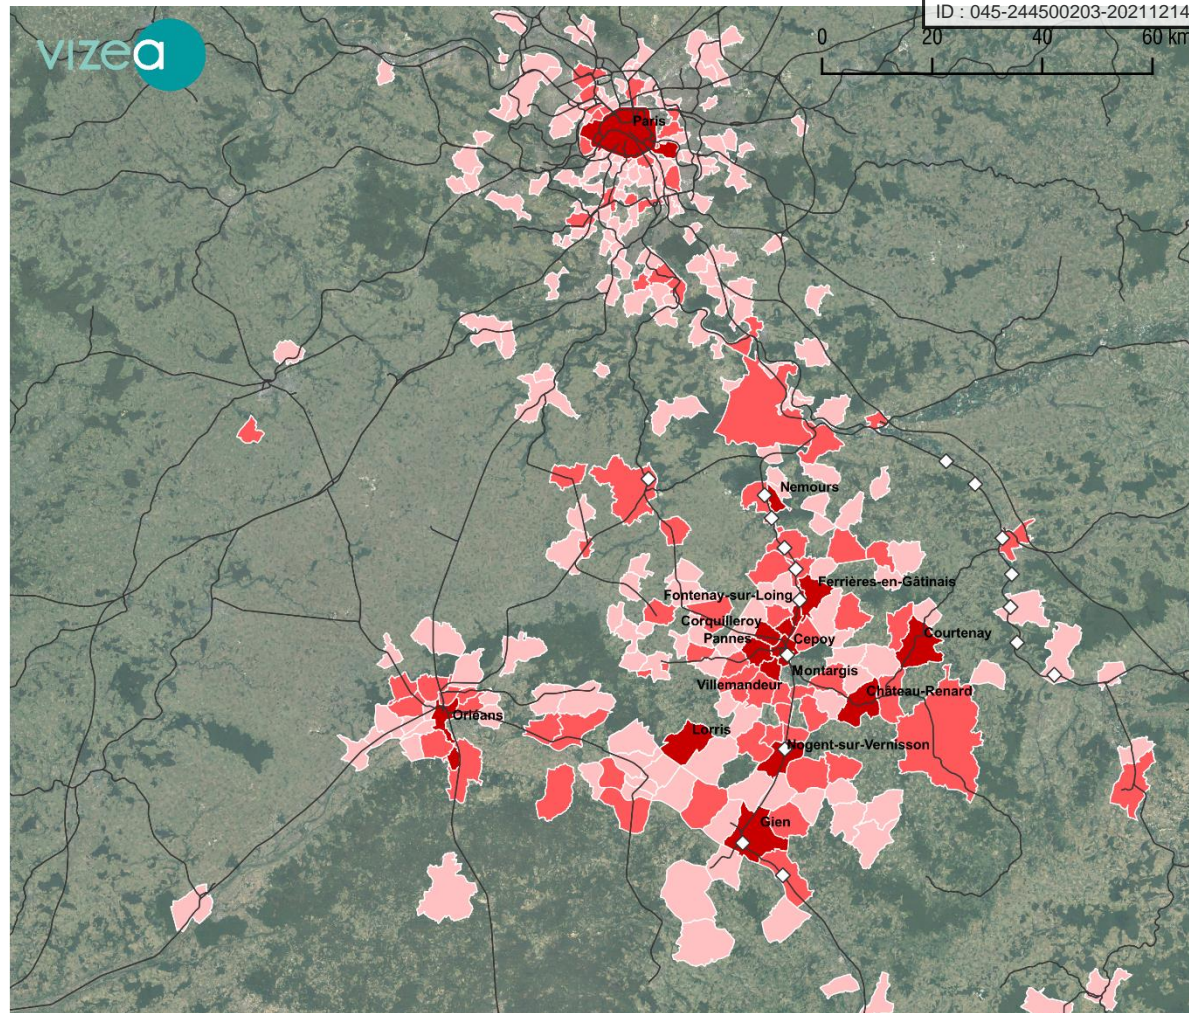 ID : 045-244500203-20211214
vizea
0 20 40 60 km
Paris
Nemours
Ferrières-en-Gâtinais
Fontenay-sur-Loing
Corquilleroy
Pannes
Cepoy
Courtenay
Montargis
Villemandeur
Château-Renard
Orléans
Lorris
Nogent-sur-Vernisson
Gien